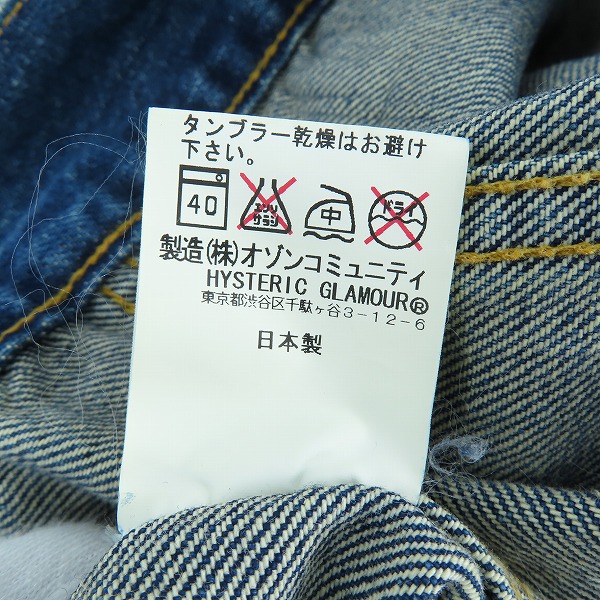 タンブラー乾燥はお避け
下さい。
40 エンソ サラシ 中 ドライ
製造(株)オゾンコミュニティ
HYSTERIC GLAMOUR®
東京都渋谷区千駄ヶ谷3-12-6
日本製